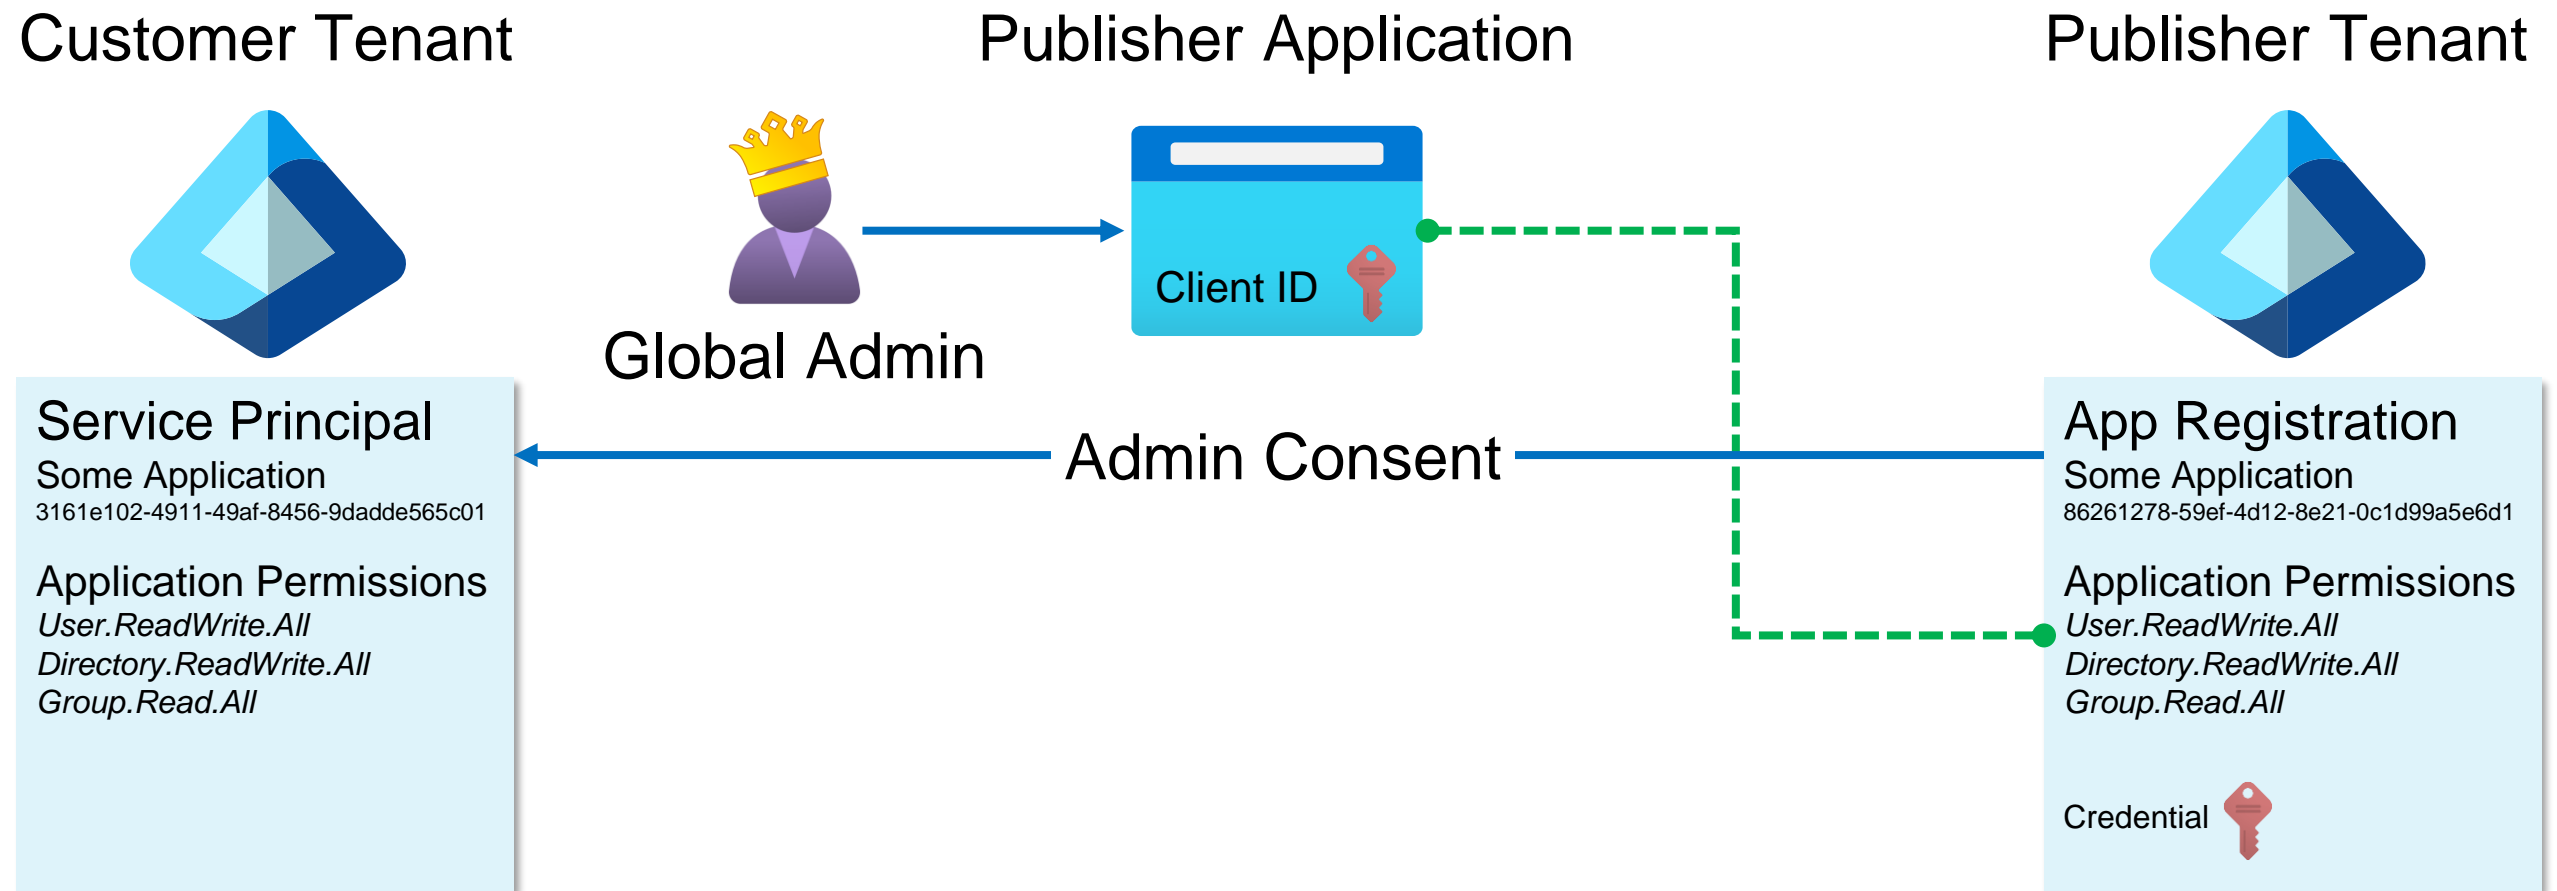 Customer Tenant
Publisher Application
Publisher Tenant
Client ID
Global Admin
Admin Consent
Service Principal
Some Application
3161e102-4911-49af-8456-9dadde565c01
Application Permissions
User.ReadWrite.All
Directory.ReadWrite.All
Group.Read.All
App Registration
Some Application
86261278-59ef-4d12-8e21-0c1d99a5e6d1
Application Permissions
User.ReadWrite.All
Directory.ReadWrite.All
Group.Read.All
Credential